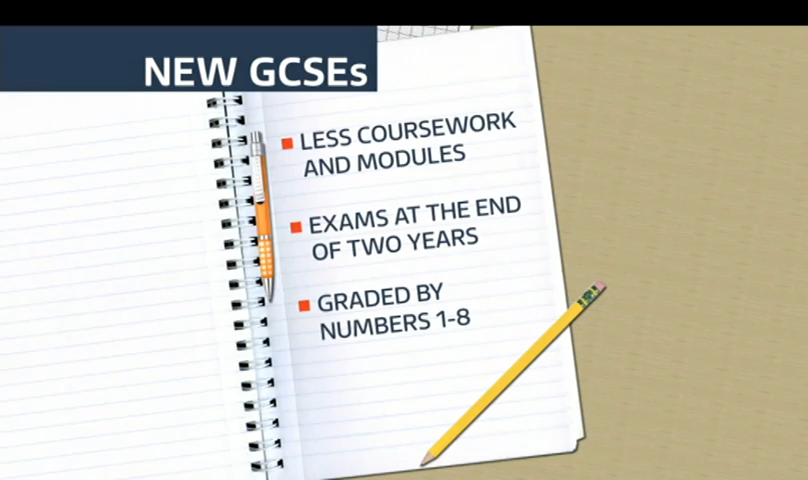 NEW GCSEs
LESS COURSEWORK
AND MODULES
EXAMS AT THE END
OF TWO YEARS
GRADED BY
NUMBERS 1-8